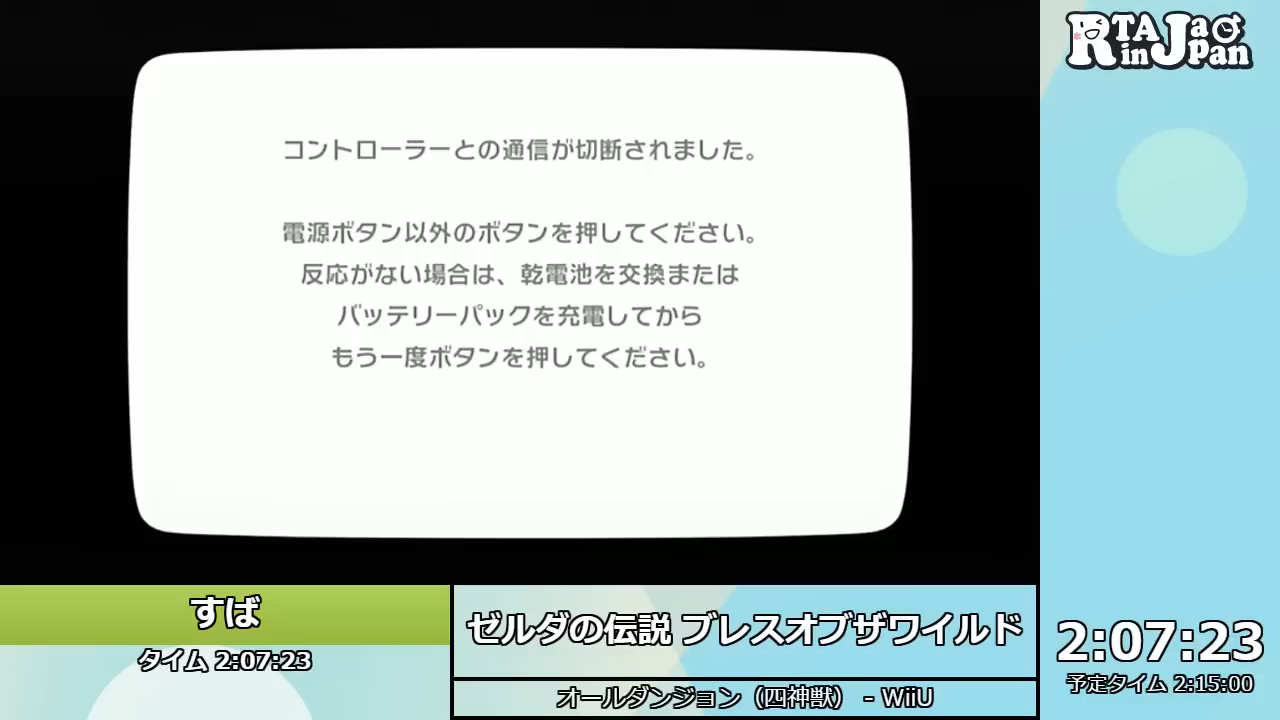 コントローラーとの通信が切断されました。
電源ボタン以外のボタンを押してください。
反応がない場合は、乾電池を交換または
バッテリーパックを充電してから
もう一度ボタンを押してください。
RTA in Japan
すば
タイム 2:07:23
ゼルダの伝説 ブレスオブザワイルド
オールダンジョン（四神獣） - WiiU
2:07:23
予定タイム 2:15:00